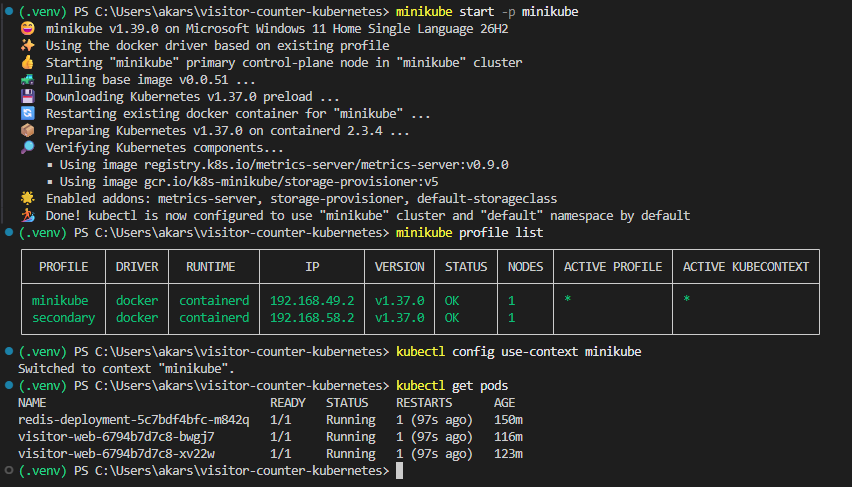 (.venv) PS C:\Users\akars\visitor-counter-kubernetes> minikube start -p minikube
minikube v1.39.0 on Microsoft Windows 11 Home Single Language 26H2
Using the docker driver based on existing profile
Starting "minikube" primary control-plane node in "minikube" cluster
Pulling base image v0.0.51 ...
Downloading Kubernetes v1.37.0 preload ...
Restarting existing docker container for "minikube" ...
Preparing Kubernetes v1.37.0 on containerd 2.3.4 ...
Verifying Kubernetes components...
▪ Using image registry.k8s.io/metrics-server/metrics-server:v0.9.0
▪ Using image gcr.io/k8s-minikube/storage-provisioner:v5
Enabled addons: metrics-server, storage-provisioner, default-storageclass
Done! kubectl is now configured to use "minikube" cluster and "default" namespace by default
(.venv) PS C:\Users\akars\visitor-counter-kubernetes> minikube profile list
PROFILE DRIVER RUNTIME IP VERSION STATUS NODES ACTIVE PROFILE ACTIVE KUBECONTEXT
minikube docker containerd 192.168.49.2 v1.37.0 OK 1 * *
secondary docker containerd 192.168.58.2 v1.37.0 OK 1
(.venv) PS C:\Users\akars\visitor-counter-kubernetes> kubectl config use-context minikube
Switched to context "minikube".
(.venv) PS C:\Users\akars\visitor-counter-kubernetes> kubectl get pods
NAME READY STATUS RESTARTS AGE
redis-deployment-5c7bdf4bfc-m842q 1/1 Running 1 (97s ago) 150m
visitor-web-6794b7d7c8-bwgj7 1/1 Running 1 (97s ago) 116m
visitor-web-6794b7d7c8-xv22w 1/1 Running 1 (97s ago) 123m
(.venv) PS C:\Users\akars\visitor-counter-kubernetes>